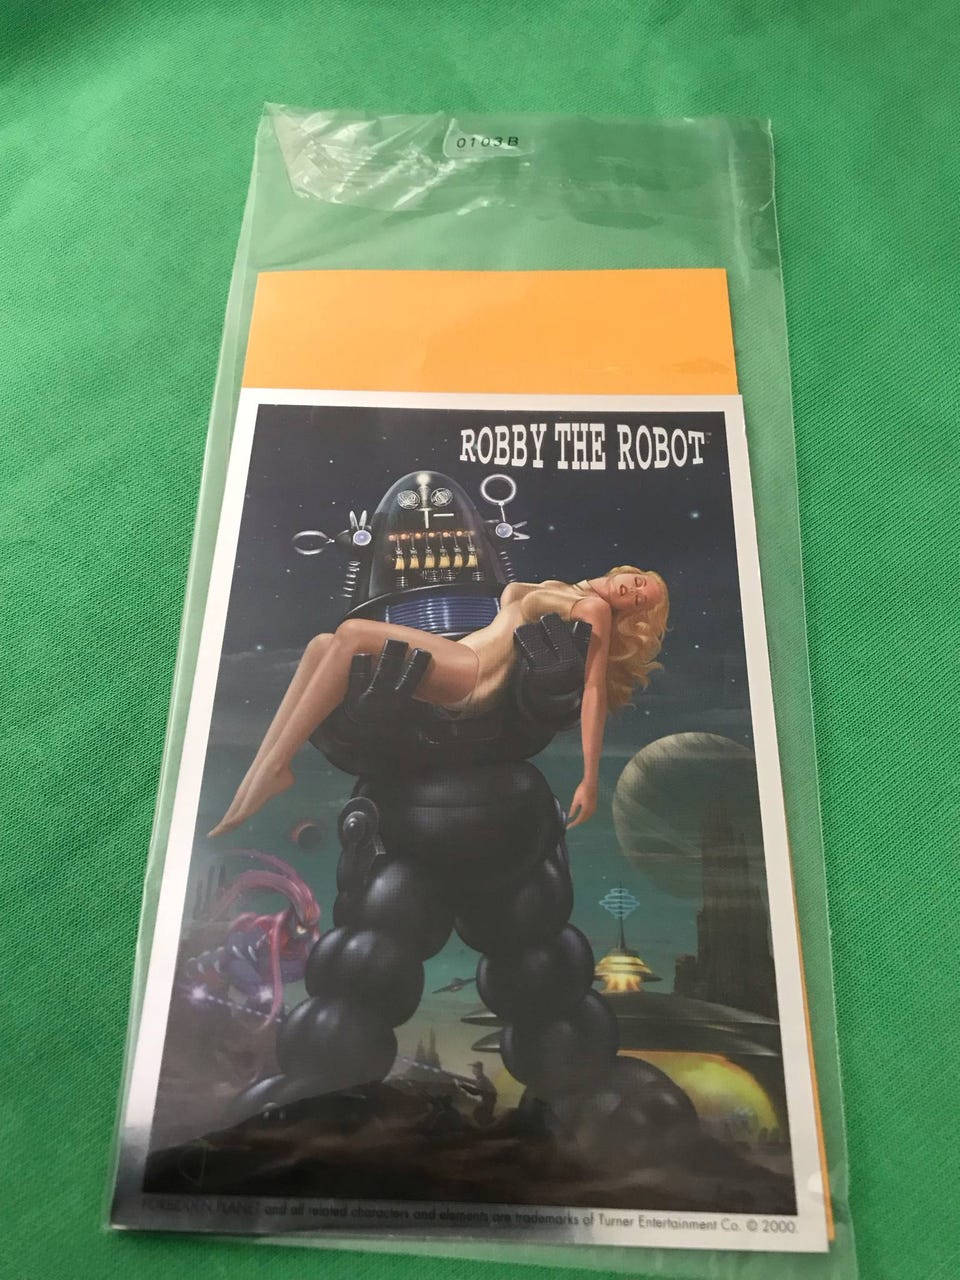 0103B
ROBBY THE ROBOT™
FORBIDDEN PLANET and all related characters and elements are trademarks of Turner Entertainment Co. © 2000.